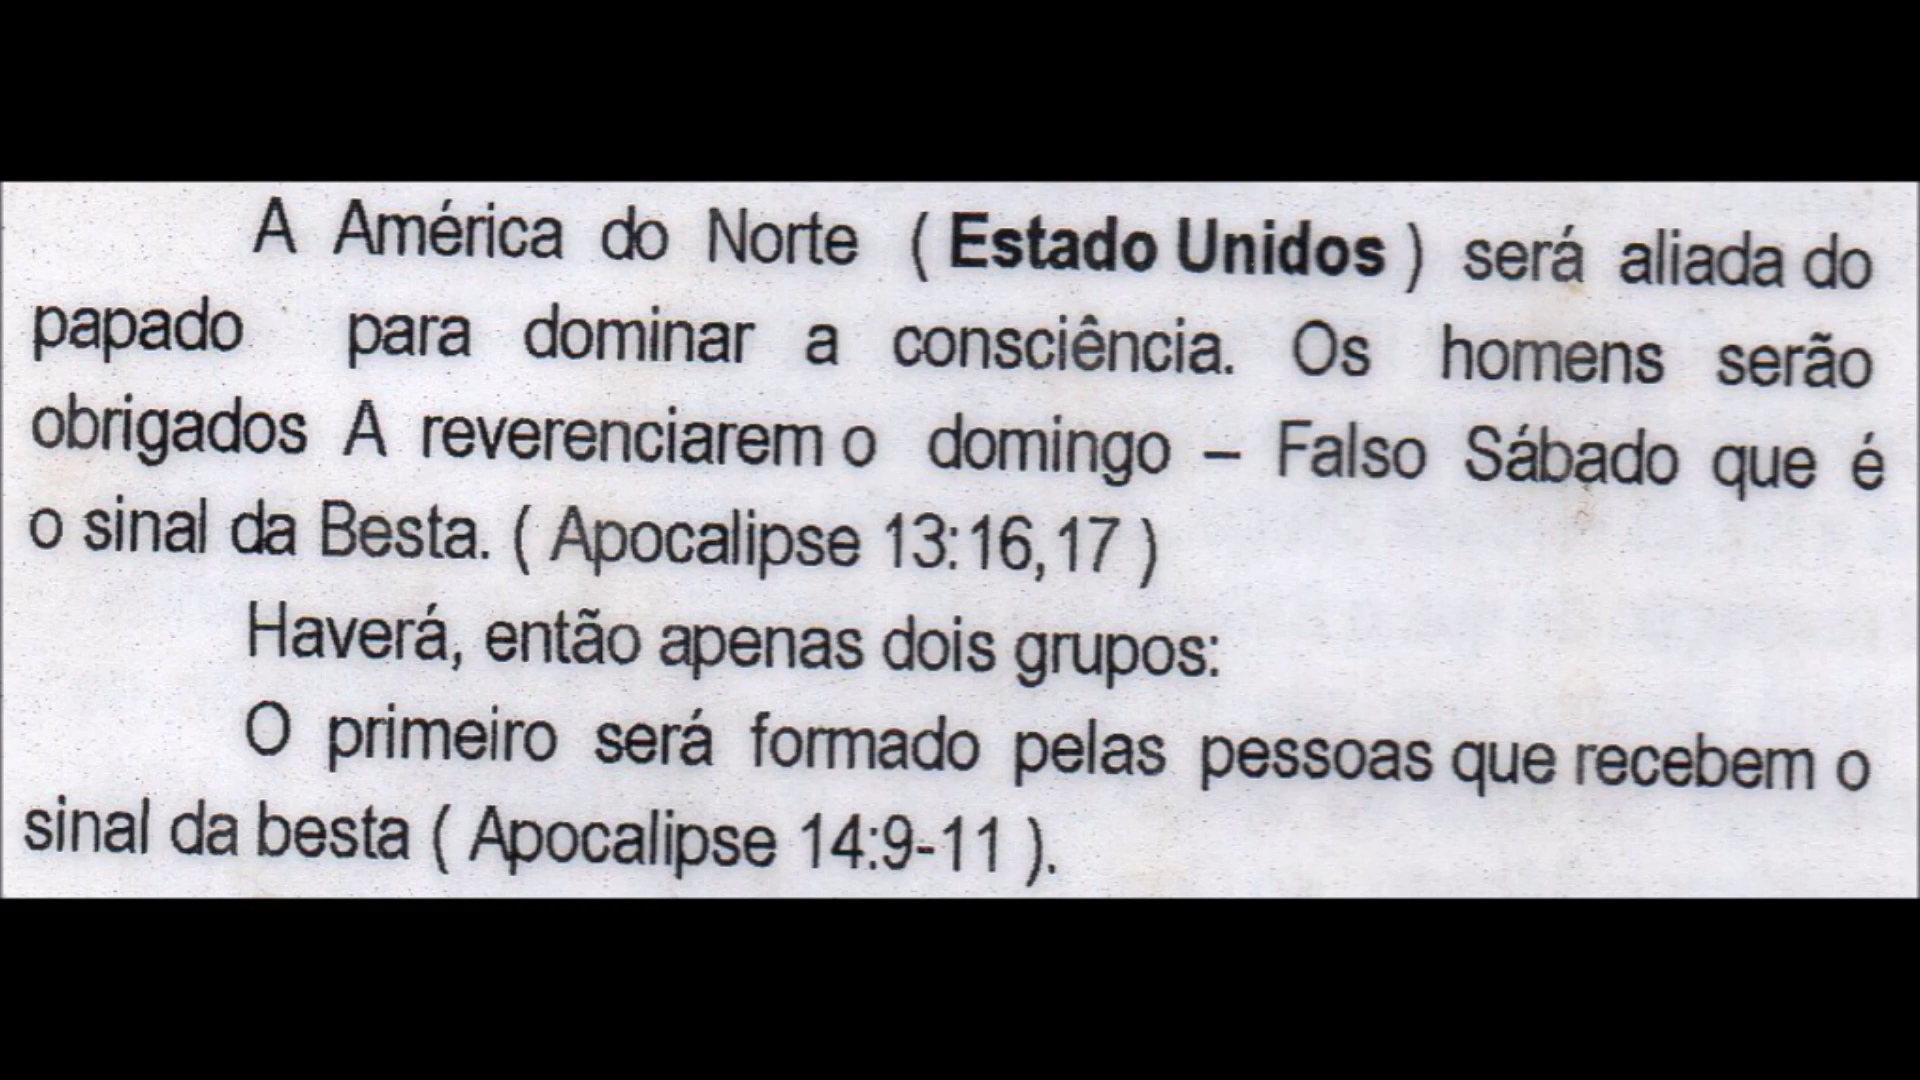 A América do Norte ( Estado Unidos ) será aliada do
papado para dominar a consciência. Os homens serão
obrigados A reverenciarem o domingo – Falso Sábado que é
o sinal da Besta. ( Apocalipse 13:16,17 )
Haverá, então apenas dois grupos:
O primeiro será formado pelas pessoas que recebem o
sinal da besta ( Apocalipse 14:9-11 ).